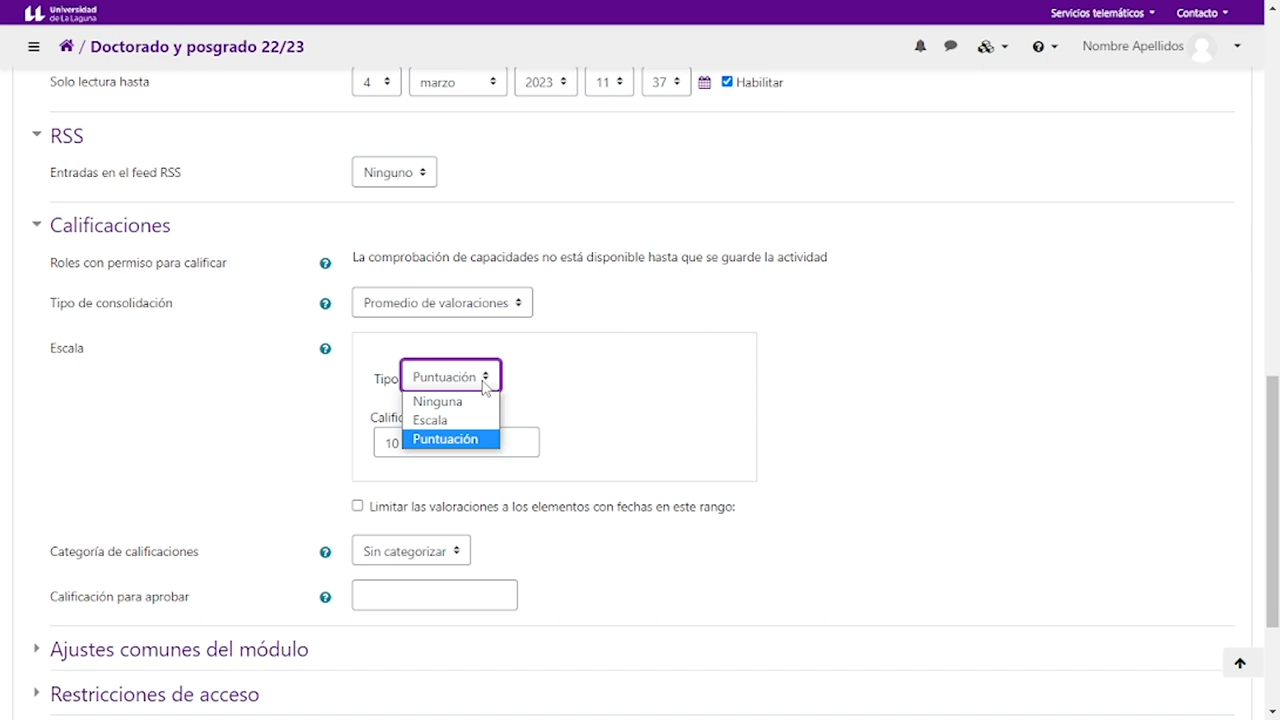 Universidad
de La Laguna
Servicios telemáticos
Contacto
/ Doctorado y posgrado 22/23
Nombre Apellidos
Solo lectura hasta
4
marzo
2023
11
37
Habilitar
RSS
Entradas en el feed RSS
Ninguno
Calificaciones
Roles con permiso para calificar
La comprobación de capacidades no está disponible hasta que se guarde la actividad
Tipo de consolidación
Promedio de valoraciones
Escala
Tipo
Puntuación
Ninguna
Escala
Puntuación
10
Limitar las valoraciones a los elementos con fechas en este rango:
Categoría de calificaciones
Sin categorizar
Calificación para aprobar
Ajustes comunes del módulo
Restricciones de acceso